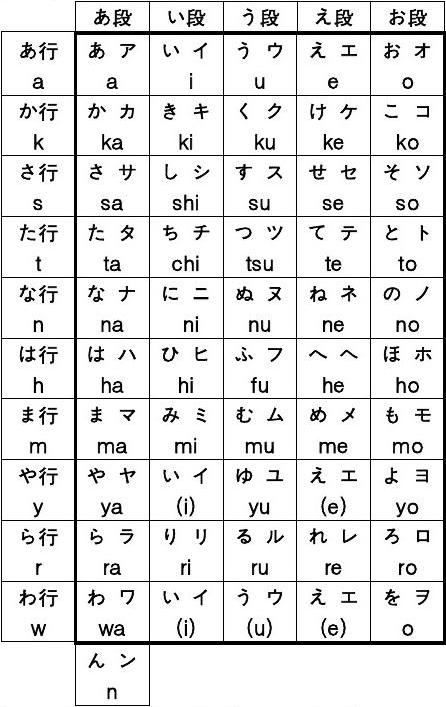 あ段 い段 う段 え段 お段
あ行 あ ア い イ う ウ え エ お オ
a a i u e o
か行 か カ き キ く ク け ケ こ コ
k ka ki ku ke ko
さ行 さ サ し シ す ス せ セ そ ソ
s sa shi su se so
た行 た タ ち チ つ ツ て テ と ト
t ta chi tsu te to
な行 な ナ に ニ ぬ ヌ ね ネ の ノ
n na ni nu ne no
は行 は ハ ひ ヒ ふ フ へ ヘ ほ ホ
h ha hi fu he ho
ま行 ま マ み ミ む ム め メ も モ
m ma mi mu me mo
や行 や ヤ い イ ゆ ユ え エ よ ヨ
y ya (i) yu (e) yo
ら行 ら ラ り リ る ル れ レ ろ ロ
r ra ri ru re ro
わ行 わ ワ い イ う ウ え エ を ヲ
w wa (i) (u) (e) o
ん ン
n